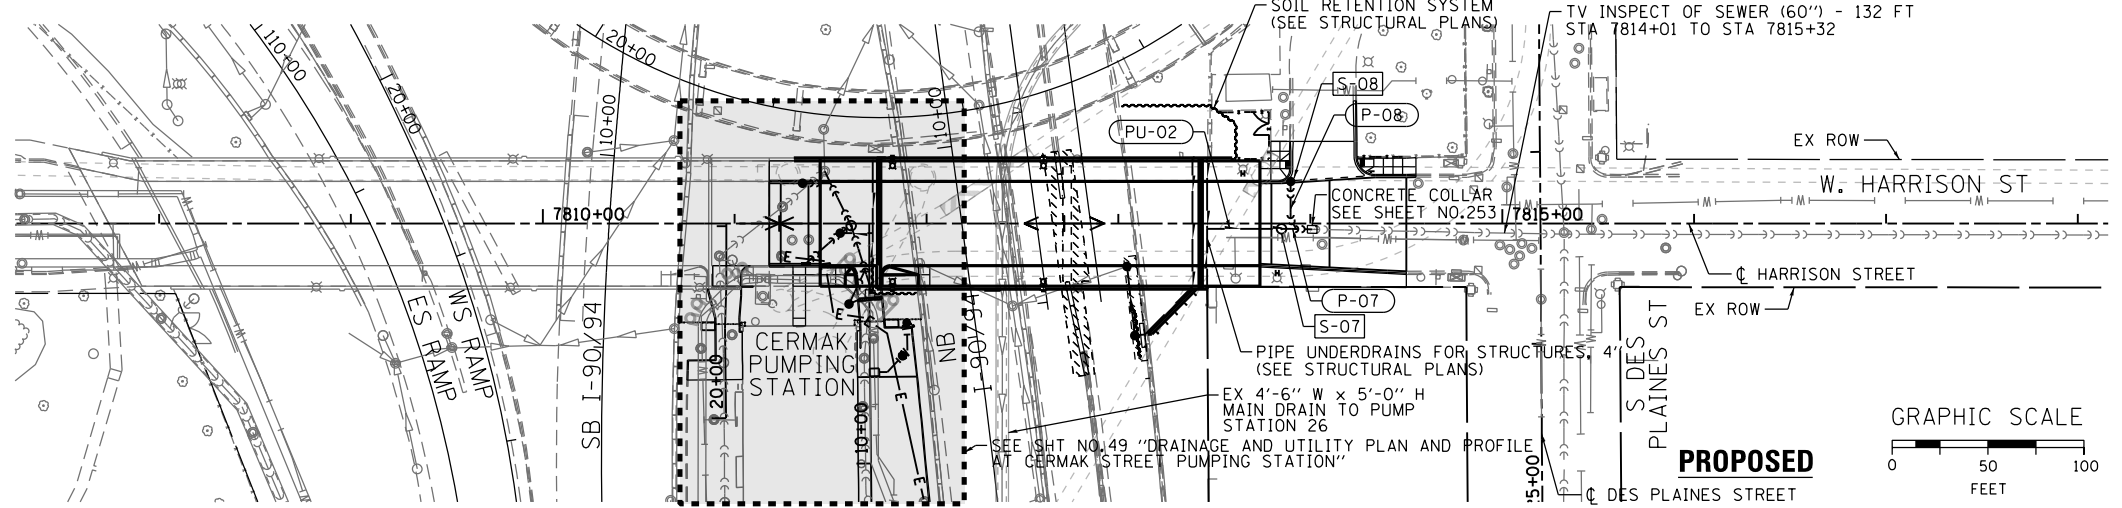 SOIL RETENTION SYSTEM
(SEE STRUCTURAL PLANS)
TV INSPECT OF SEWER (60") - 132 FT
STA 7814+01 TO STA 7815+32
110+00
20+00
20+00
10+00
10+00
S-08
P-08
PU-02
EX ROW
W. HARRISON ST
CONCRETE COLLAR
SEE SHEET NO.253
7810+00
7815+00
℄ HARRISON STREET
EX ROW
P-07
S-07
ES RAMP
WS RAMP
SB I-90/94
CERMAK
PUMPING
STATION
NB
I-90/94
20+00
10+00
E
E
E
E
PIPE UNDERDRAINS FOR STRUCTURES, 4"
(SEE STRUCTURAL PLANS)
EX 4'-6" W x 5'-0" H
MAIN DRAIN TO PUMP
STATION 26
SEE SHT NO.49 "DRAINAGE AND UTILITY PLAN AND PROFILE
AT CERMAK STREET PUMPING STATION"
S DES
PLAINES ST
5+00
℄ DES PLAINES STREET
PROPOSED
GRAPHIC SCALE
0 50 100
FEET